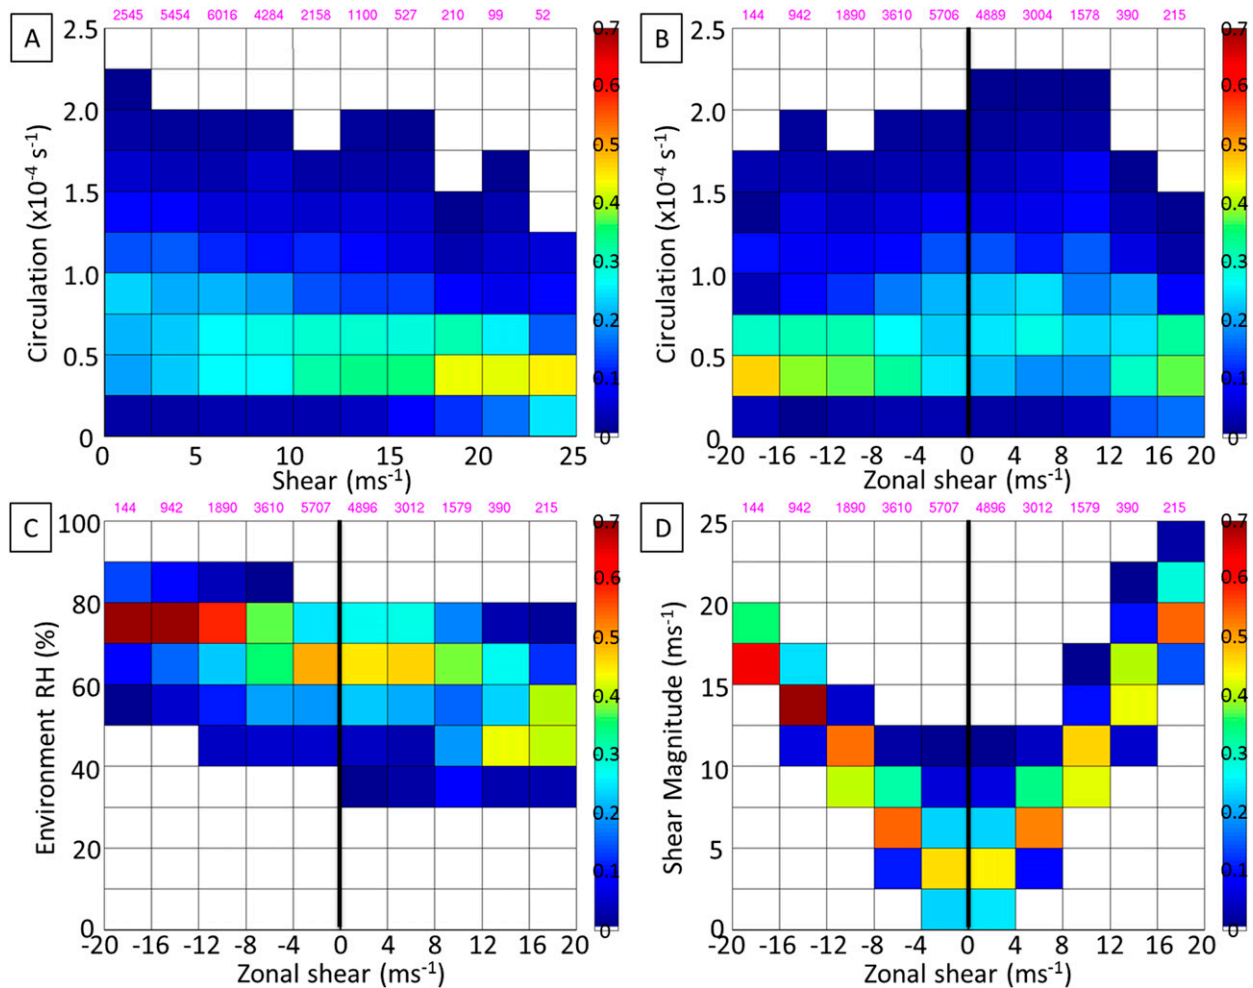 2545 5454 6016 4284 2158 1100 527 210 99 52
A
2.5
2.0
1.5
1.0
0.5
0
Circulation (x10-4 s-1)
0 5 10 15 20 25
Shear (ms-1)
0.7
0.6
0.5
0.4
0.3
0.2
0.1
0
144 942 1890 3610 5706 4889 3004 1578 390 215
B
2.5
2.0
1.5
1.0
0.5
0
Circulation (x10-4 s-1)
-20 -16 -12 -8 -4 0 4 8 12 16 20
Zonal shear (ms-1)
0.7
0.6
0.5
0.4
0.3
0.2
0.1
0
144 942 1890 3610 5707 4896 3012 1579 390 215
C
100
80
60
40
20
0
Environment RH (%)
-20 -16 -12 -8 -4 0 4 8 12 16 20
Zonal shear (ms-1)
0.7
0.6
0.5
0.4
0.3
0.2
0.1
0
144 942 1890 3610 5707 4896 3012 1579 390 215
D
25
20
15
10
5
0
Shear Magnitude (ms-1)
-20 -16 -12 -8 -4 0 4 8 12 16 20
Zonal shear (ms-1)
0.7
0.6
0.5
0.4
0.3
0.2
0.1
0